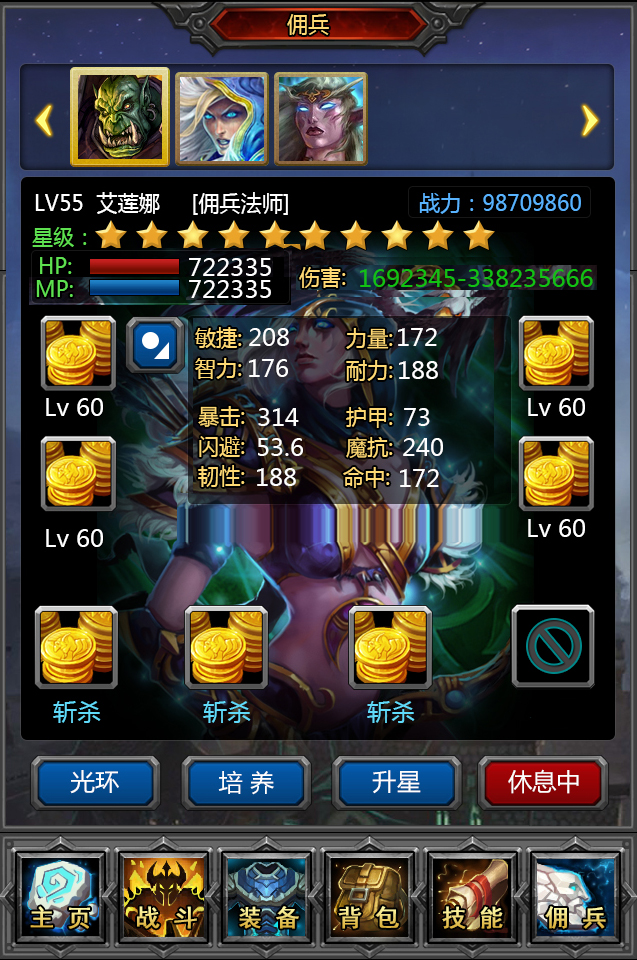 佣兵
LV55 艾莲娜 [佣兵法师] 战力：98709860
星级：
HP: 722335
MP: 722335
伤害: 1692345-338235666
敏捷: 208 力量:172
智力: 176 耐力: 188
暴击: 314 护甲: 73
闪避: 53.6 魔抗: 240
韧性: 188 命中: 172
Lv 60
Lv 60
Lv 60
Lv 60
斩杀 斩杀 斩杀
光环 培养 升星 休息中
主页 战斗 装备 背包 技能 佣兵